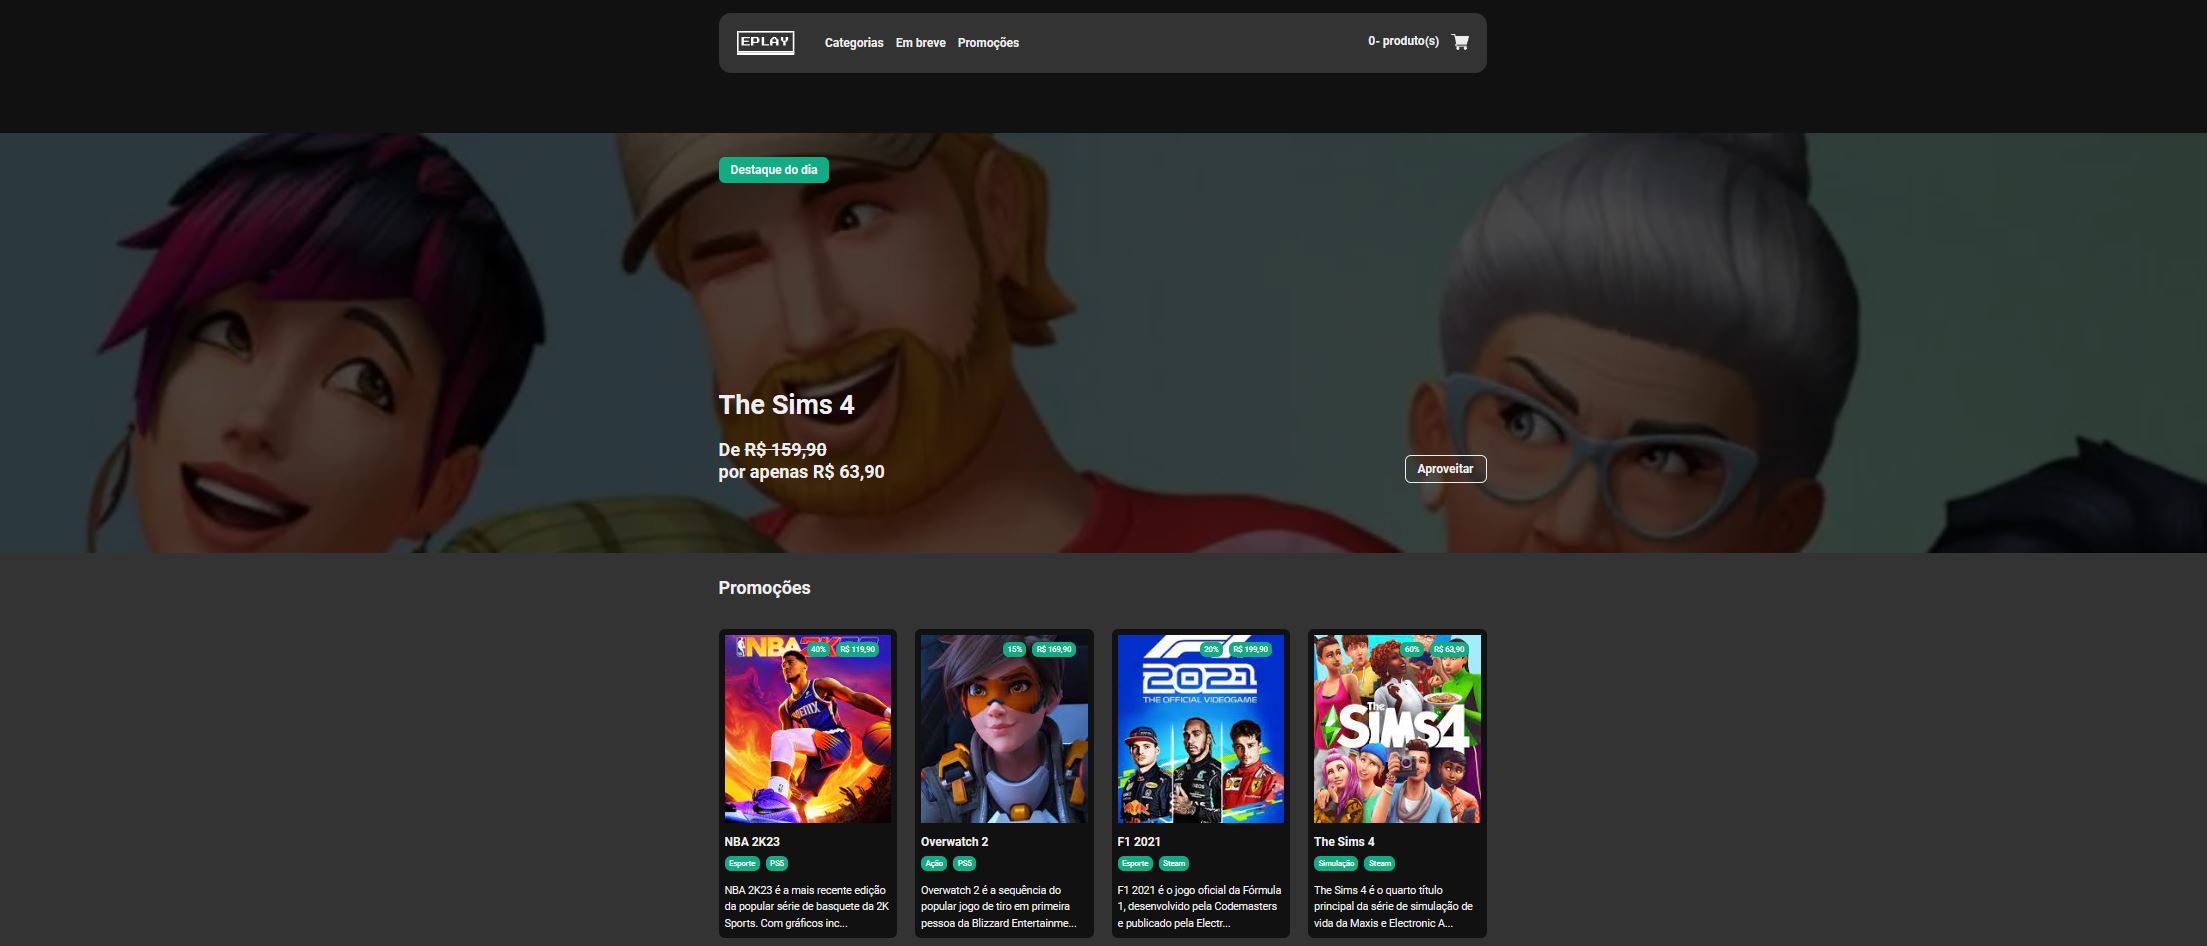 EPLAY
Categorias Em breve Promoções
0- produto(s)
Destaque do dia
The Sims 4
De R$ 159,90
por apenas R$ 63,90
Aproveitar
Promoções
NBA 2K23
40% R$ 119,90
NBA 2K23
Esporte PS5
NBA 2K23 é a mais recente edição
da popular série de basquete da 2K
Sports. Com gráficos inc...
15% R$ 169,90
Overwatch 2
Ação PS5
Overwatch 2 é a sequência do
popular jogo de tiro em primeira
pessoa da Blizzard Entertainme...
20% R$ 199,90
2021
THE OFFICIAL VIDEOGAME
F1 2021
Esporte Steam
F1 2021 é o jogo oficial da Fórmula
1, desenvolvido pela Codemasters
e publicado pela Electr...
60% R$ 63,90
The
SIMS4
The Sims 4
Simulação Steam
The Sims 4 é o quarto título
principal da série de simulação de
vida da Maxis e Electronic A...